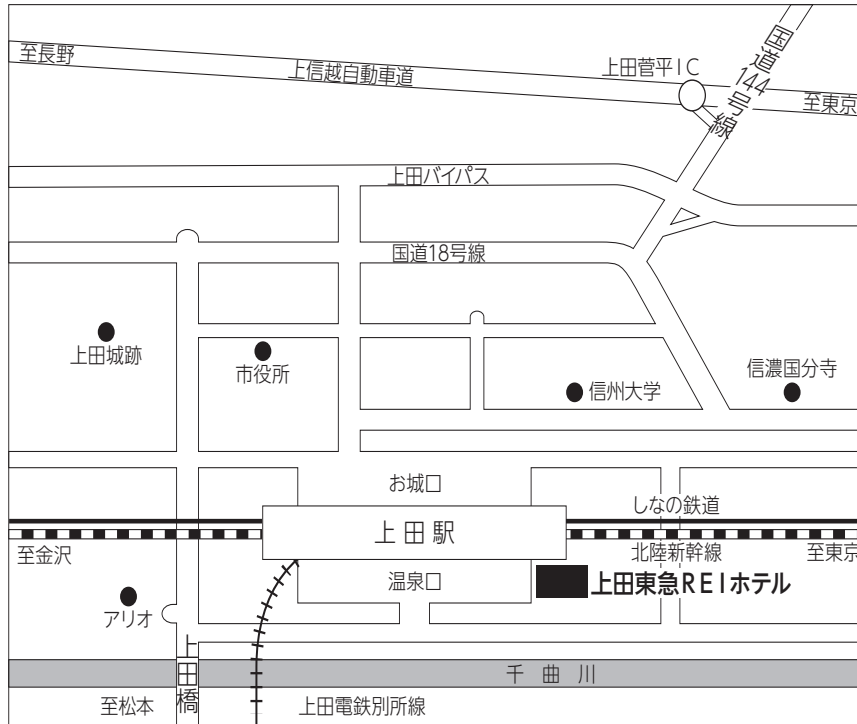 至長野
上信越自動車道
上田菅平IC
国道144号線
至東京
上田バイパス
国道18号線
上田城跡
市役所
信州大学
信濃国分寺
お城口
しなの鉄道
上田駅
至金沢
北陸新幹線
至東京
温泉口
上田東急REIホテル
アリオ
上田橋
千曲川
至松本
上田電鉄別所線